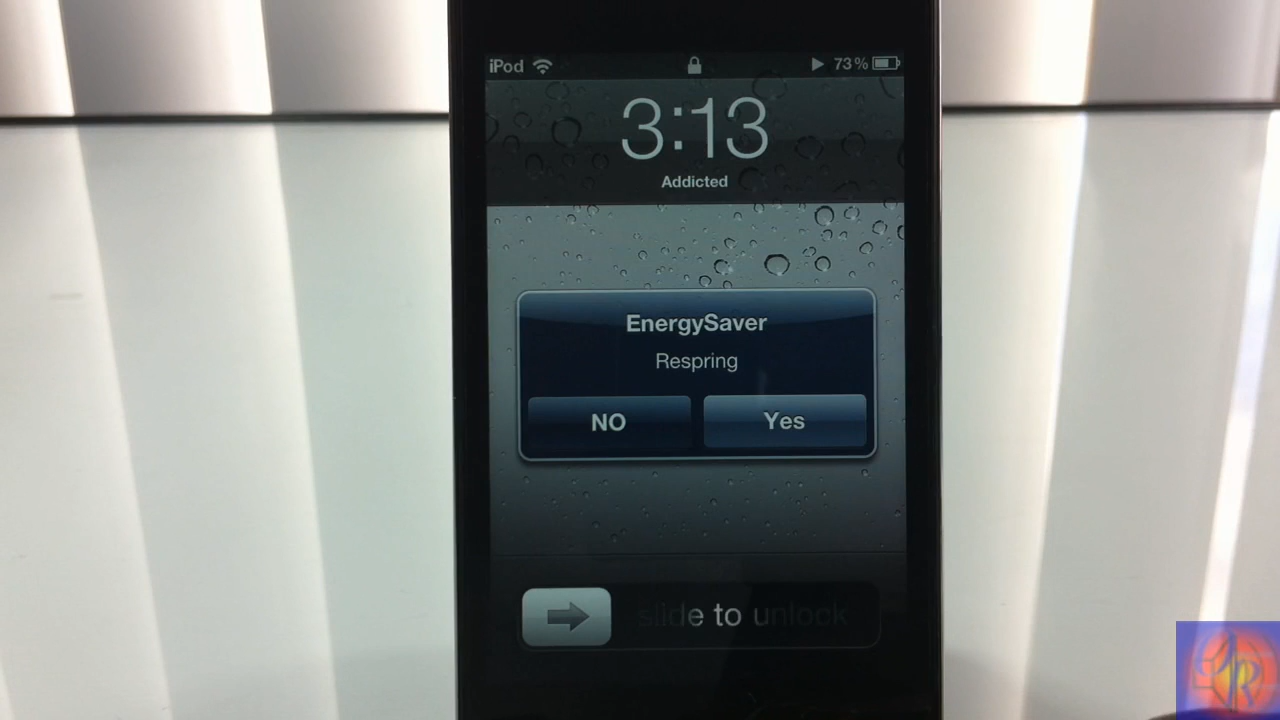 iPod 73%
3:13
Addicted
EnergySaver
Respring
NO Yes
slide to unlock